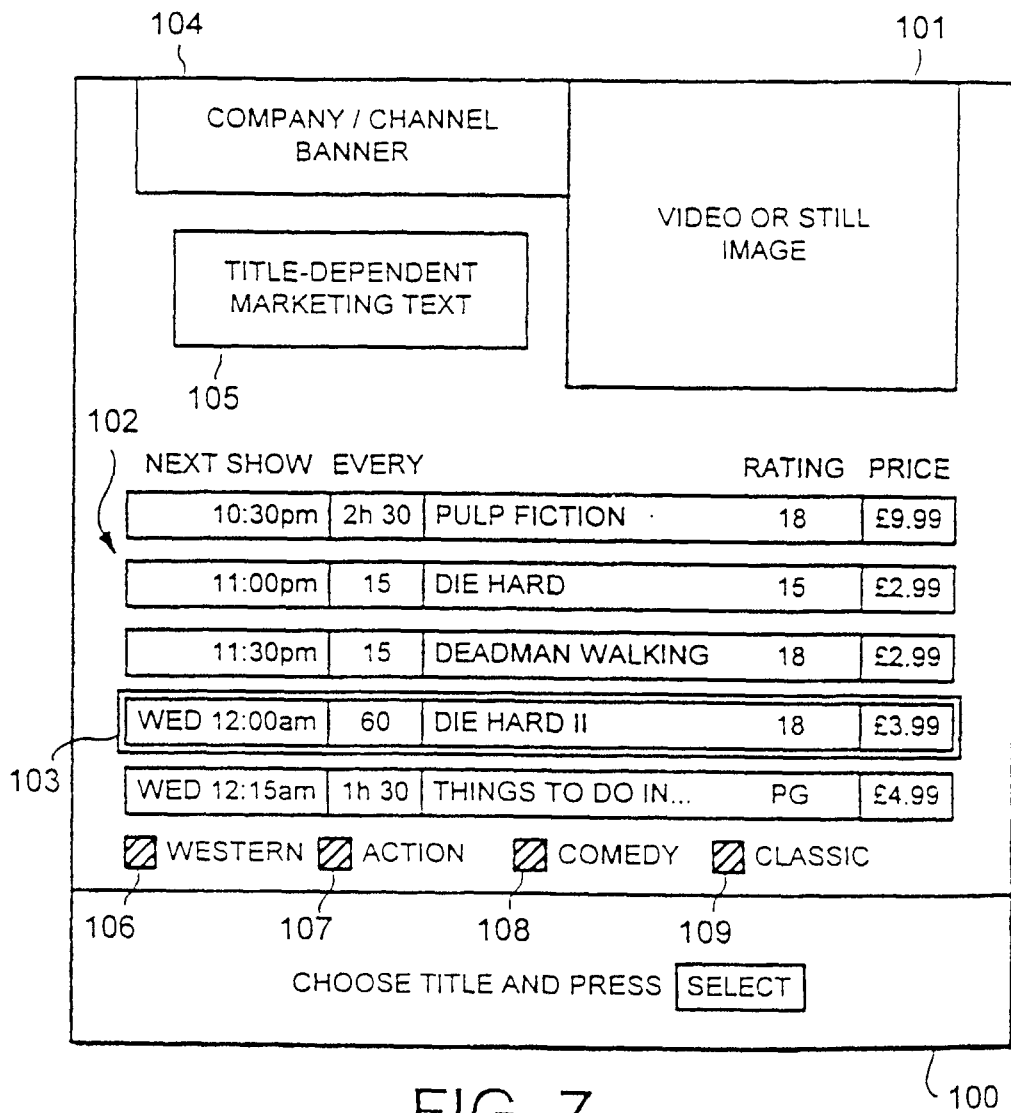 104
101
COMPANY / CHANNEL
BANNER
VIDEO OR STILL
IMAGE
TITLE-DEPENDENT
MARKETING TEXT
105
102
NEXT SHOW EVERY RATING PRICE
10:30pm 2h 30 PULP FICTION 18 £9.99
11:00pm 15 DIE HARD 15 £2.99
11:30pm 15 DEADMAN WALKING 18 £2.99
WED 12:00am 60 DIE HARD II 18 £3.99
103
WED 12:15am 1h 30 THINGS TO DO IN... PG £4.99
WESTERN ACTION COMEDY CLASSIC
106 107 108 109
CHOOSE TITLE AND PRESS SELECT
100
FIG. 7